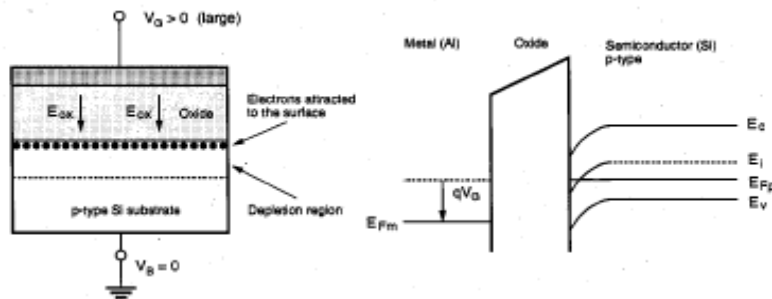 V_G > 0 (large)
Metal (Al)
Oxide
Semiconductor (Si)
p-type
E_ox
E_ox
Oxide
Electrons attracted
to the surface
p-type Si substrate
Depletion region
V_B = 0
qV_G
E_Fm
E_c
E_i
E_Fp
E_v